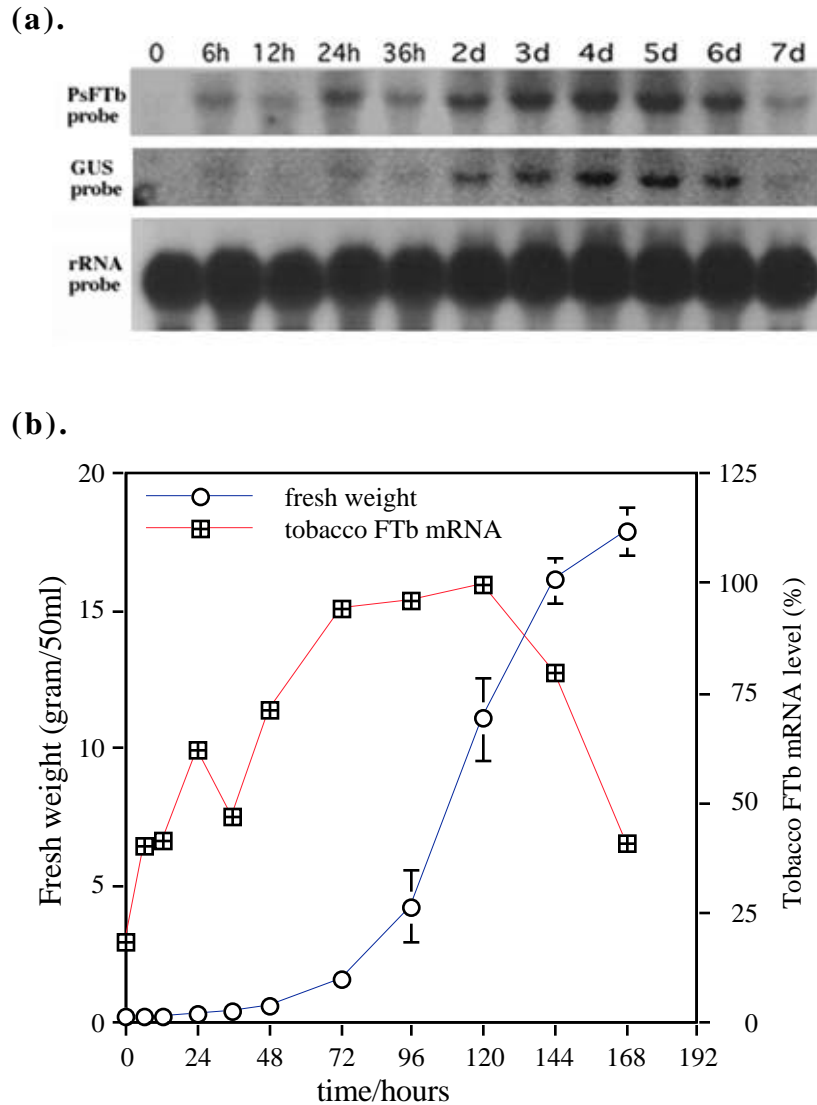 (a).
0 6h 12h 24h 36h 2d 3d 4d 5d 6d 7d
PsFTb
probe
GUS
probe
rRNA
probe
(b).
20
15
10
5
0
Fresh weight (gram/50ml)
fresh weight
tobacco FTb mRNA
125
100
75
50
25
0
Tobacco FTb mRNA level (%)
0 24 48 72 96 120 144 168 192
time/hours